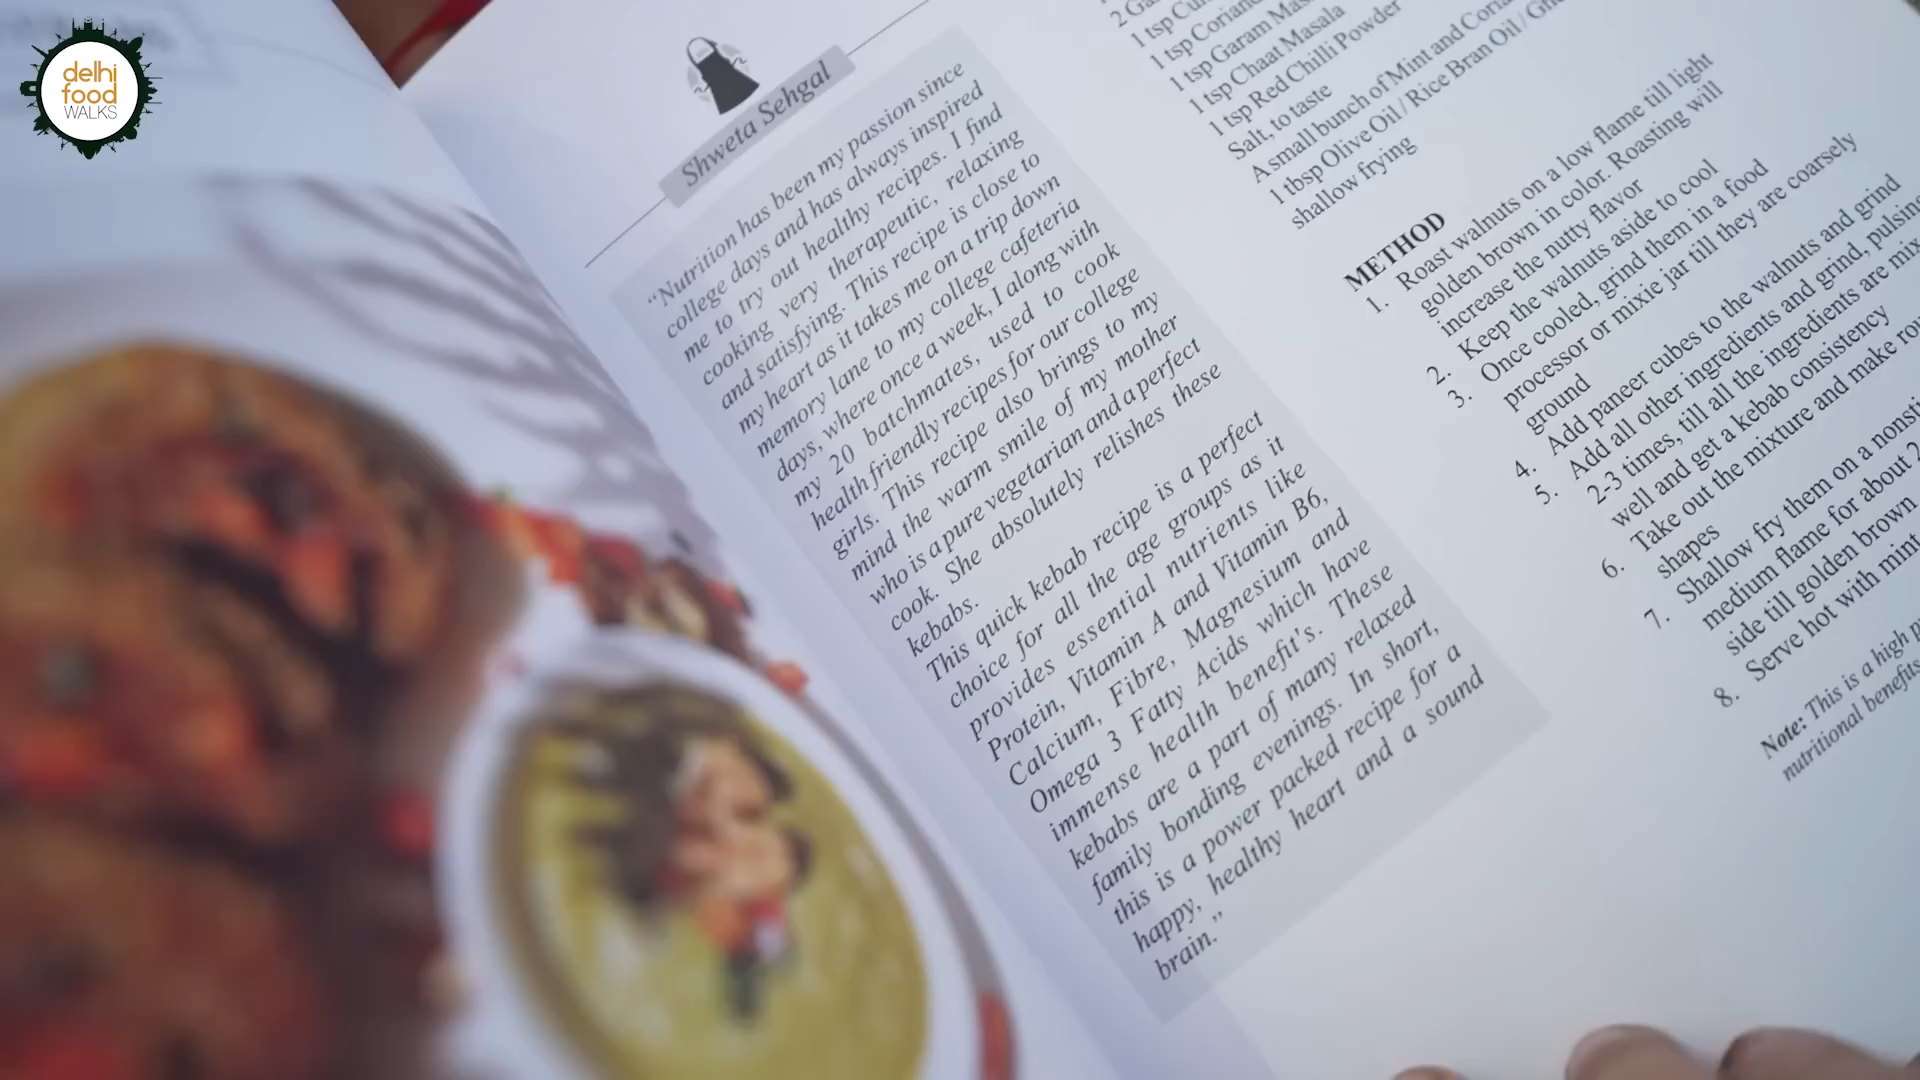 delhi
food
WALKS
Shweta Sehgal
“Nutrition has been my passion since
college days and has always inspired
me to try out healthy recipes. I find
cooking very therapeutic, relaxing
and satisfying. This recipe is close to
my heart as it takes me on a trip down
memory lane to my college cafeteria
days, where once a week, I along with
my 20 batchmates, used to cook
health friendly recipes for our college
girls. This recipe also brings to my
mind the warm smile of my mother
who is a pure vegetarian and a perfect
cook. She absolutely relishes these
kebabs.
This quick kebab recipe is a perfect
choice for all the age groups as it
provides essential nutrients like
Protein, Vitamin A and Vitamin B6,
Calcium, Fibre, Magnesium and
Omega 3 Fatty Acids which have
immense health benefit's. These
kebabs are a part of many relaxed
family bonding evenings. In short,
this is a power packed recipe for a
happy, healthy heart and a sound
brain.”
1 tsp
1 tsp
1 tsp Garam
1 tsp Chaat Masala
1 tsp Red Chilli Powder
Salt, to taste
A small bunch of Mint and
1 tbsp Olive Oil / Rice Bran Oil /
shallow frying
METHOD
1. Roast walnuts on a low flame till light
golden brown in color. Roasting will
increase the nutty flavor
2. Keep the walnuts aside to cool
3. Once cooled, grind them in a food
processor or mixie jar till they are coarsely
ground
4. Add paneer cubes to the walnuts and grind
5. Add all other ingredients and grind, pulsing
2-3 times, till all the ingredients are mix
well and get a kebab consistency
6. Take out the mixture and make
shapes
7. Shallow fry them on a
medium flame for about 2
side till golden brown
8. Serve hot with mint
Note: This is a high
nutritional benefits